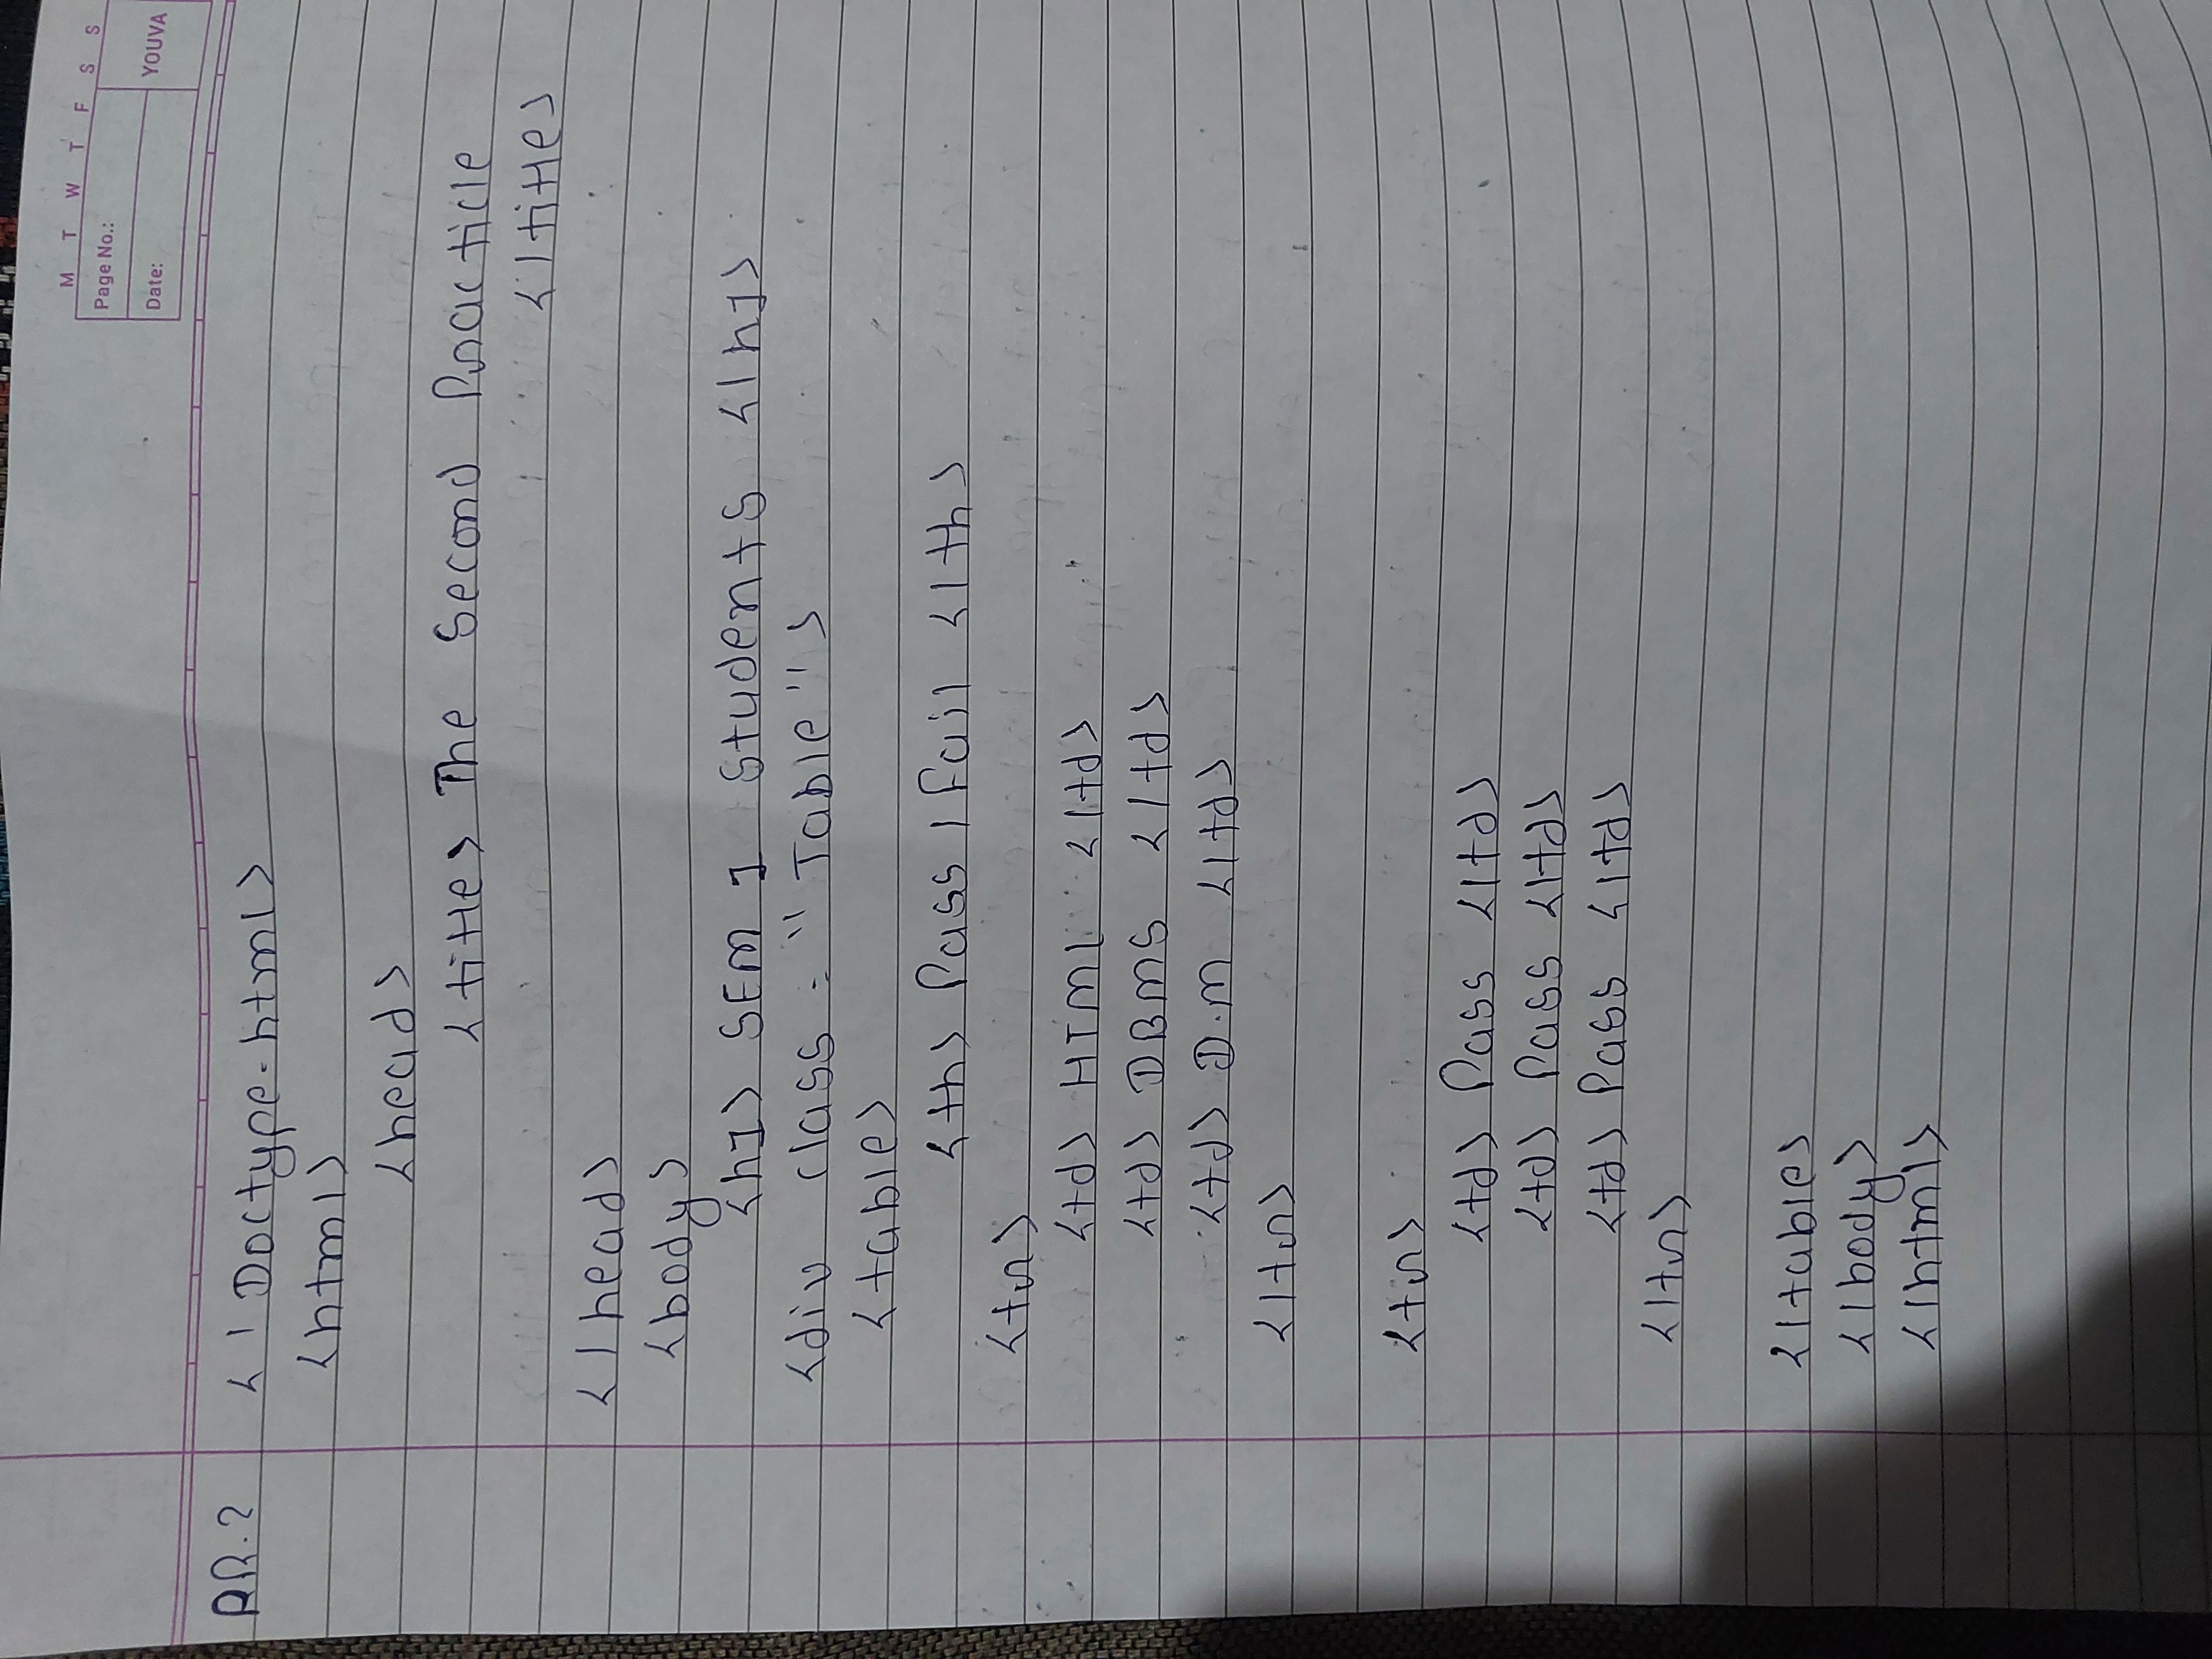 M T W T F S S
Page No.:
Date:
YOUVA
PR.2
<! Doctype.html>
<html>
<head>
<title> The Second Practicle
</title>
</head>
<body>
<h1> SEM 1 Students </h1>
<div class = "Table">
<table>
<th> Pass / Fail </th>
<tr>
<td> HTML </td>
<td> DBMS </td>
<td> D.M </td>
</tr>
<tr>
<td> Pass </td>
<td> Pass </td>
<td> Pass </td>
</tr>
</table>
</body>
</html>